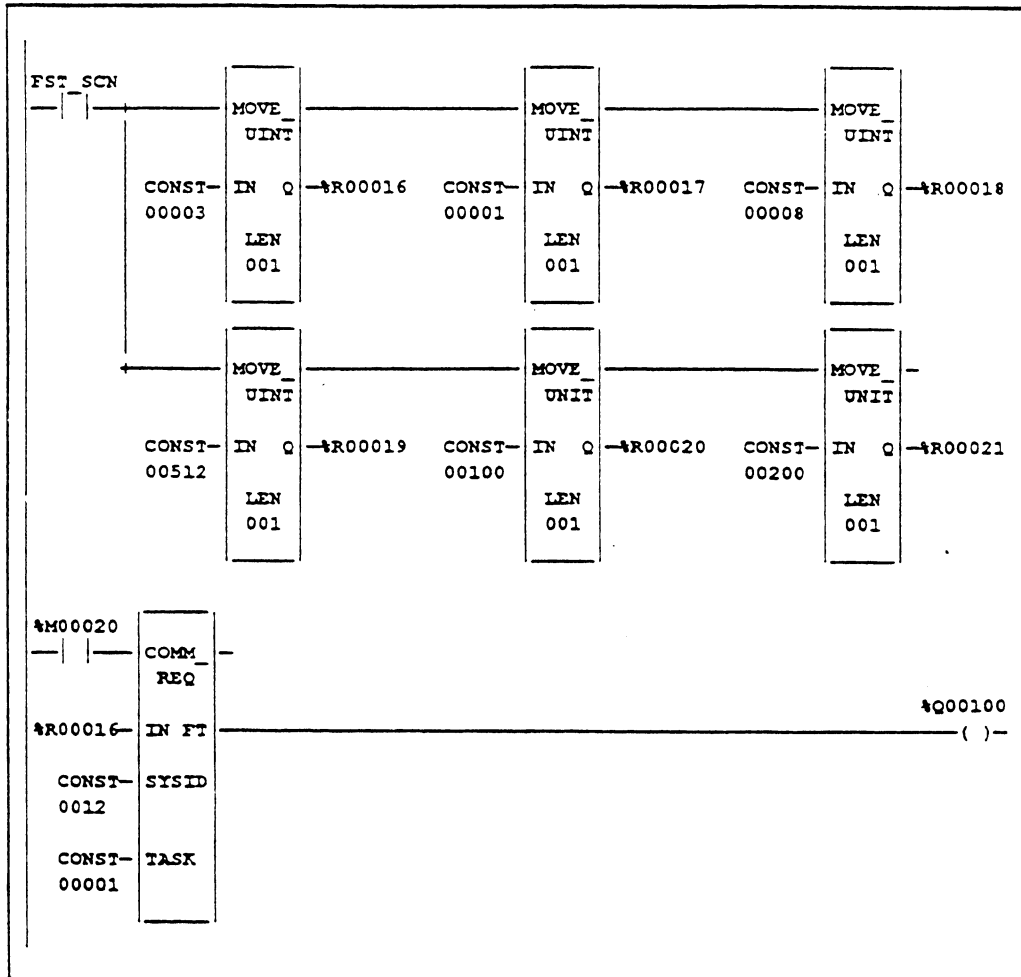 FST_SCN
MOVE_ MOVE_ MOVE_
UINT UINT UINT
CONST IN Q %R00016 CONST IN Q %R00017 CONST IN Q %R00018
00003 00001 00008
LEN LEN LEN
001 001 001
MOVE_ MOVE_ MOVE_
UINT UNIT UNIT
CONST IN Q %R00019 CONST IN Q %R00020 CONST IN Q %R00021
00512 00100 00200
LEN LEN LEN
001 001 001
%M00020
COMM_
REQ
%Q00100
%R00016 IN FT ( )
CONST SYSID
0012
CONST TASK
00001